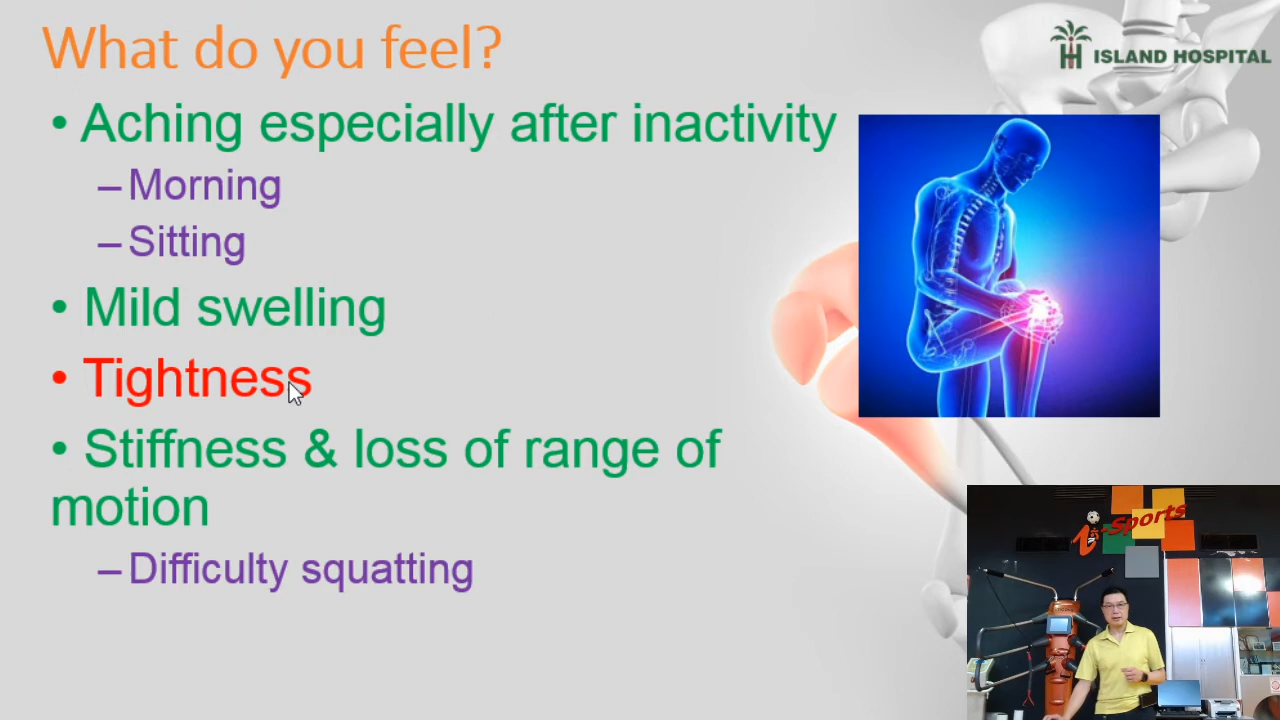 What do you feel?
ISLAND HOSPITAL
• Aching especially after inactivity
– Morning
– Sitting
• Mild swelling
• Tightness
• Stiffness & loss of range of
motion
– Difficulty squatting
i-Sports